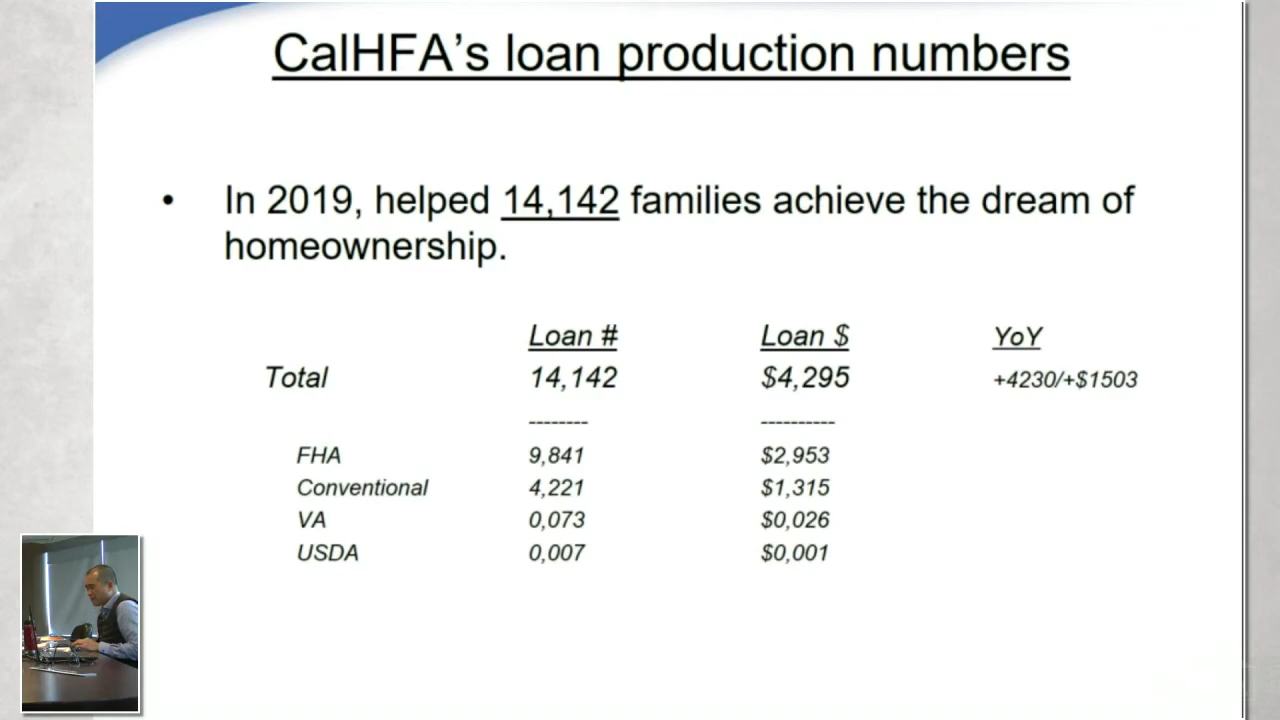 CalHFA's loan production numbers
• In 2019, helped 14,142 families achieve the dream of
homeownership.
Loan # Loan $ YoY
Total 14,142 $4,295 +4230/+$1503
-------- ----------
FHA 9,841 $2,953
Conventional 4,221 $1,315
VA 0,073 $0,026
USDA 0,007 $0,001